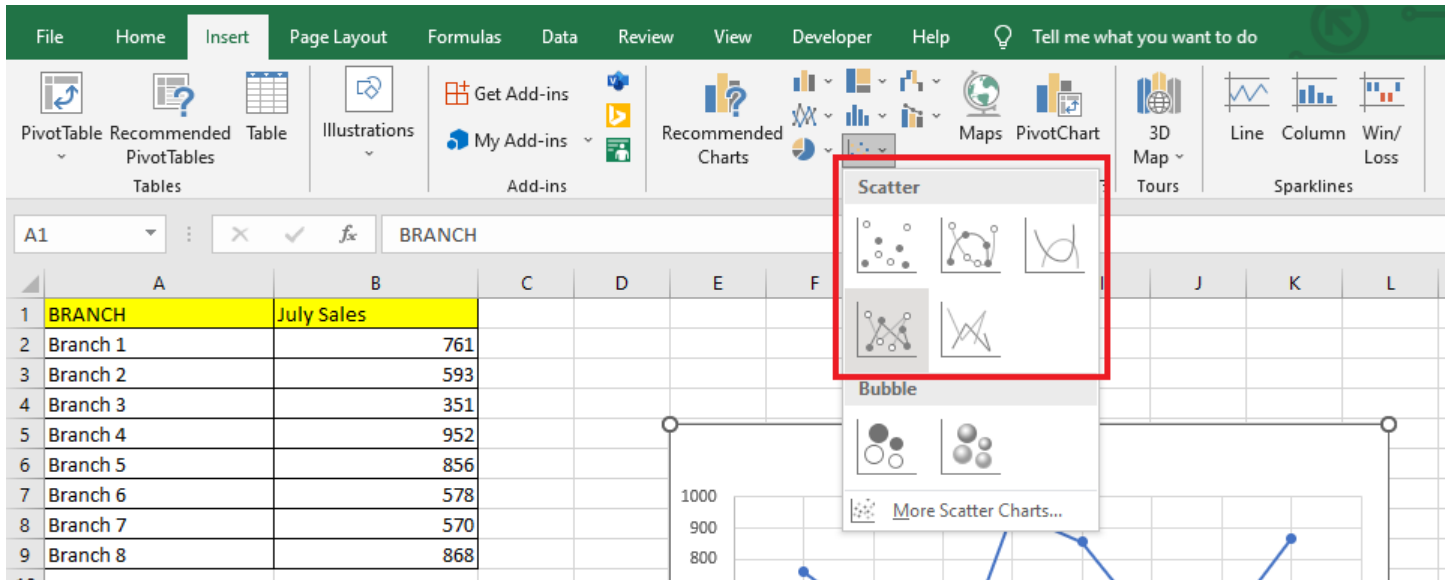 File Home Insert Page Layout Formulas Data Review View Developer Help Tell me what you want to do
PivotTable Recommended PivotTables Table
Tables
Illustrations
Get Add-ins
My Add-ins
Add-ins
Recommended Charts
Maps PivotChart
3D Map
Tours
Line Column Win/Loss
Sparklines
A1 fx BRANCH
A B C D E F J K L
1 BRANCH July Sales
2 Branch 1 761
3 Branch 2 593
4 Branch 3 351
5 Branch 4 952
6 Branch 5 856
7 Branch 6 578
8 Branch 7 570
9 Branch 8 868
Scatter
Bubble
More Scatter Charts...
1000
900
800